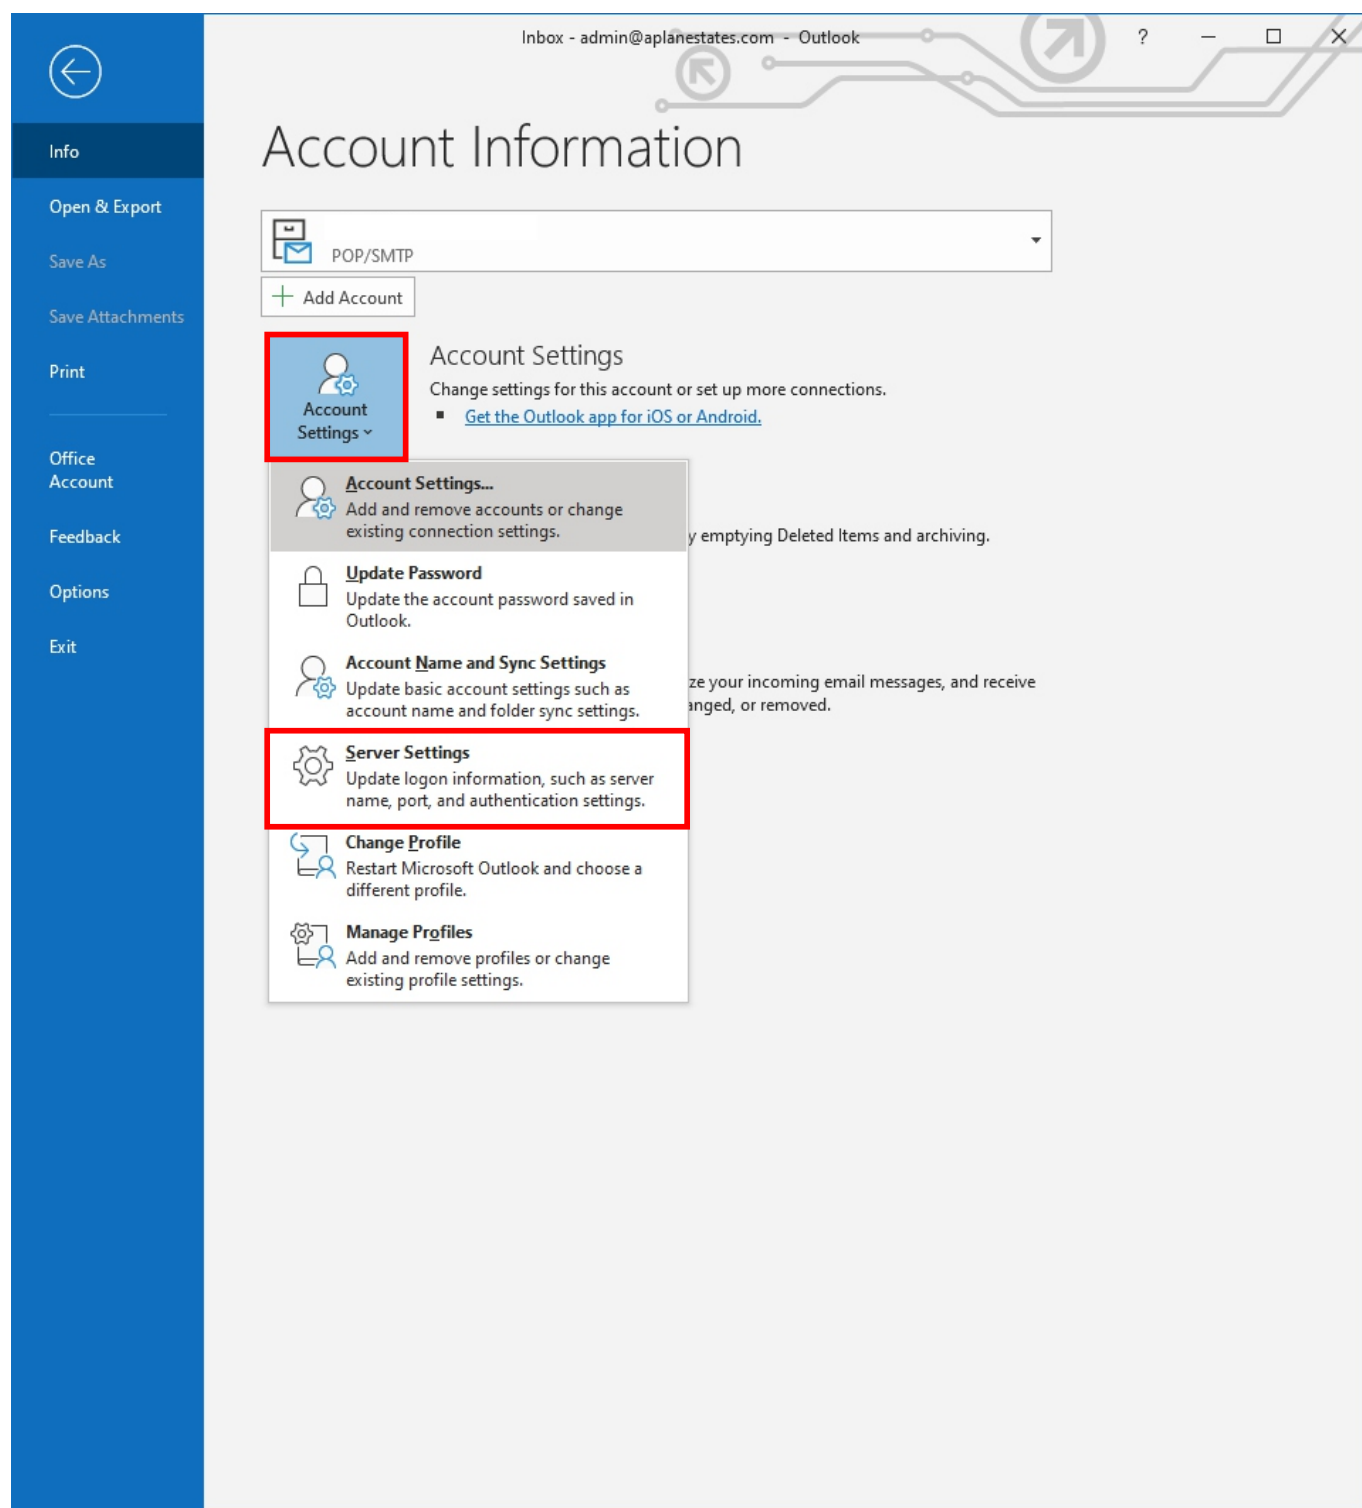 Inbox - admin@aplanestates.com - Outlook
?
Info
Account Information
Open & Export
Save As
POP/SMTP
Add Account
Save Attachments
Print
Account Settings
Account Settings
Change settings for this account or set up more connections.
Get the Outlook app for iOS or Android.
Office Account
Account Settings...
Add and remove accounts or change
existing connection settings.
y emptying Deleted Items and archiving.
Feedback
Update Password
Update the account password saved in
Outlook.
Options
Exit
Account Name and Sync Settings
Update basic account settings such as
account name and folder sync settings.
ze your incoming email messages, and receive
anged, or removed.
Server Settings
Update logon information, such as server
name, port, and authentication settings.
Change Profile
Restart Microsoft Outlook and choose a
different profile.
Manage Profiles
Add and remove profiles or change
existing profile settings.